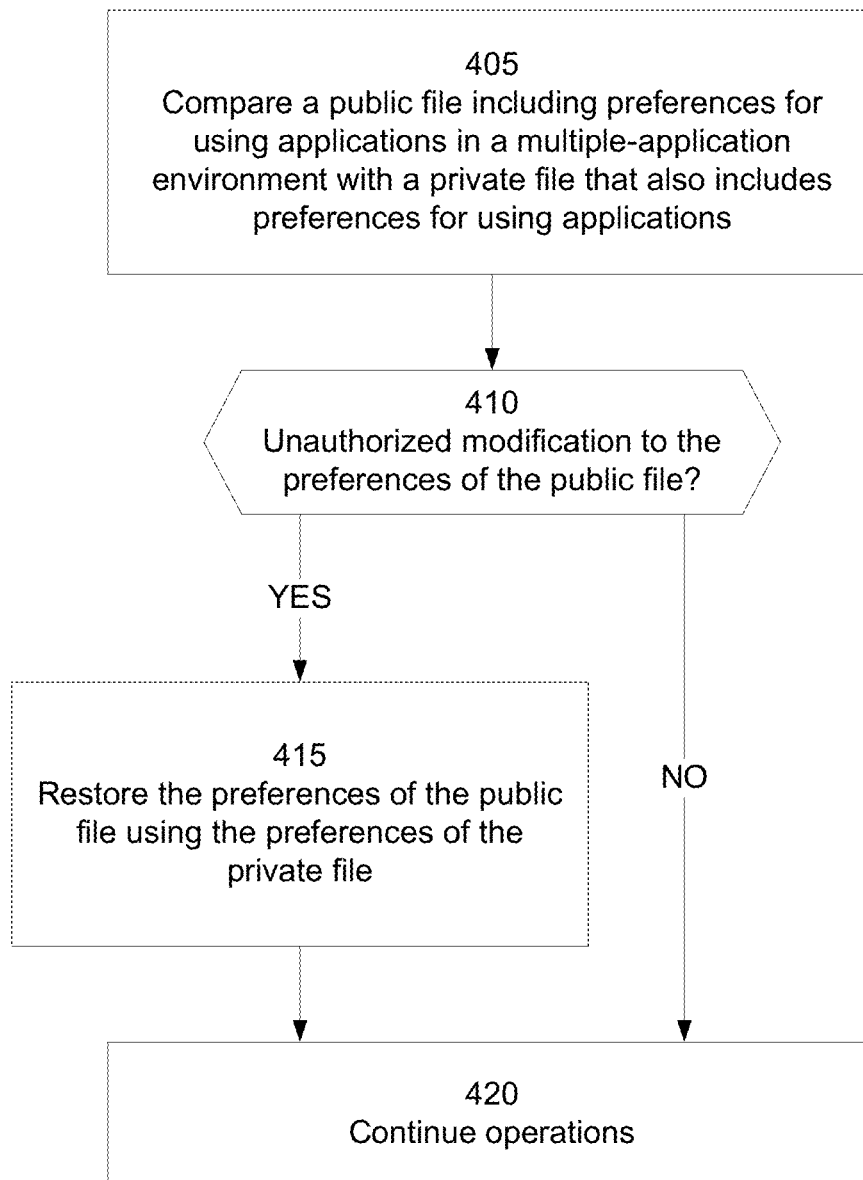 405
Compare a public file including preferences for
using applications in a multiple-application
environment with a private file that also includes
preferences for using applications
410
Unauthorized modification to the
preferences of the public file?
YES
NO
415
Restore the preferences of the public
file using the preferences of the
private file
420
Continue operations